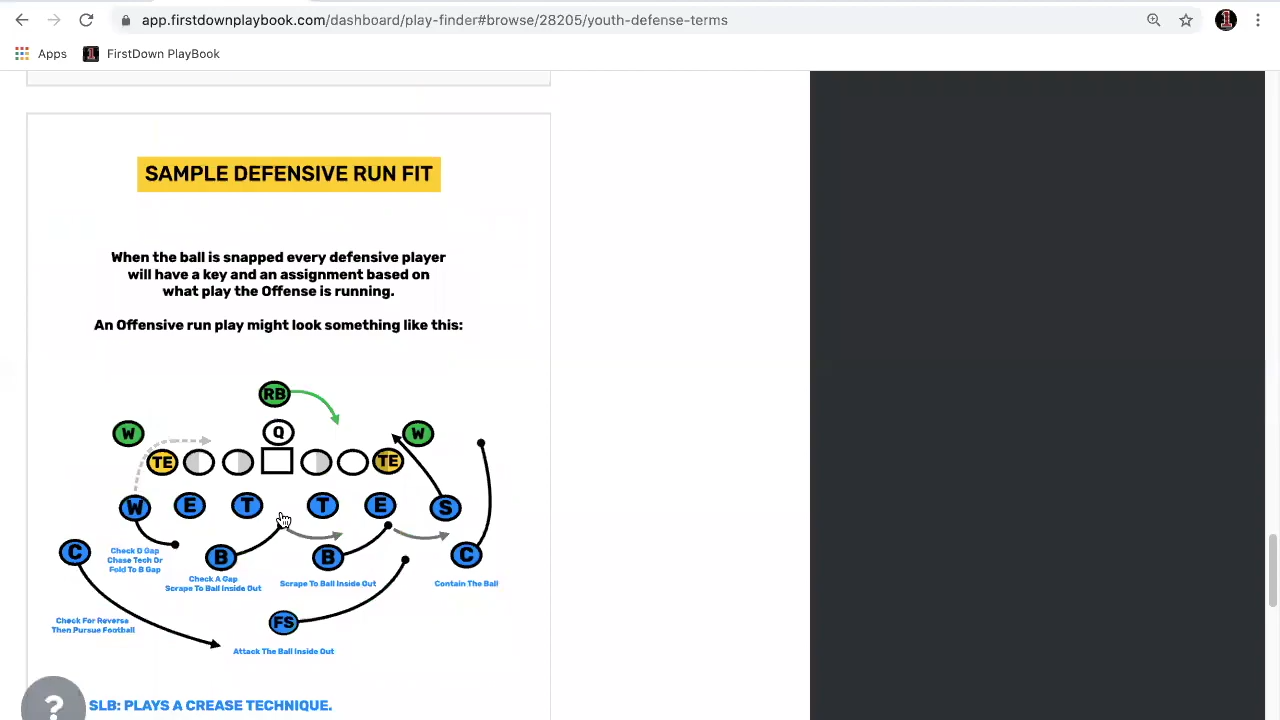 app.firstdownplaybook.com/dashboard/play-finder#browse/28205/youth-defense-terms
1
Apps
1 FirstDown PlayBook
SAMPLE DEFENSIVE RUN FIT
When the ball is snapped every defensive player
will have a key and an assignment based on
what play the Offense is running.
An Offensive run play might look something like this:
RB
W Q W
TE TE
W E T T E S
C B B C
Check D Gap
Chase Tech Or
Fold To B Gap
Check A Gap
Scrape To Ball Inside Out
Scrape To Ball Inside Out
Contain The Ball
FS
Check For Reverse
Then Pursue Football
Attack The Ball Inside Out
? SLB: PLAYS A CREASE TECHNIQUE.